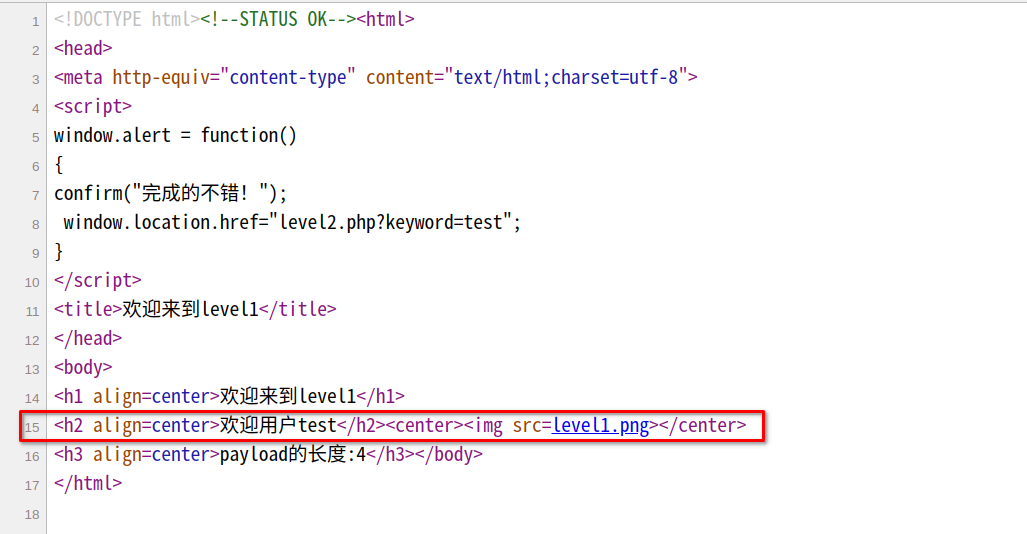 1 <!DOCTYPE html><!--STATUS OK--><html>
2 <head>
3 <meta http-equiv="content-type" content="text/html;charset=utf-8">
4 <script>
5 window.alert = function()
6 {
7 confirm("完成的不错！");
8  window.location.href="level2.php?keyword=test";
9 }
10 </script>
11 <title>欢迎来到level1</title>
12 </head>
13 <body>
14 <h1 align=center>欢迎来到level1</h1>
15 <h2 align=center>欢迎用户test</h2><center><img src=level1.png></center>
16 <h3 align=center>payload的长度:4</h3></body>
17 </html>
18